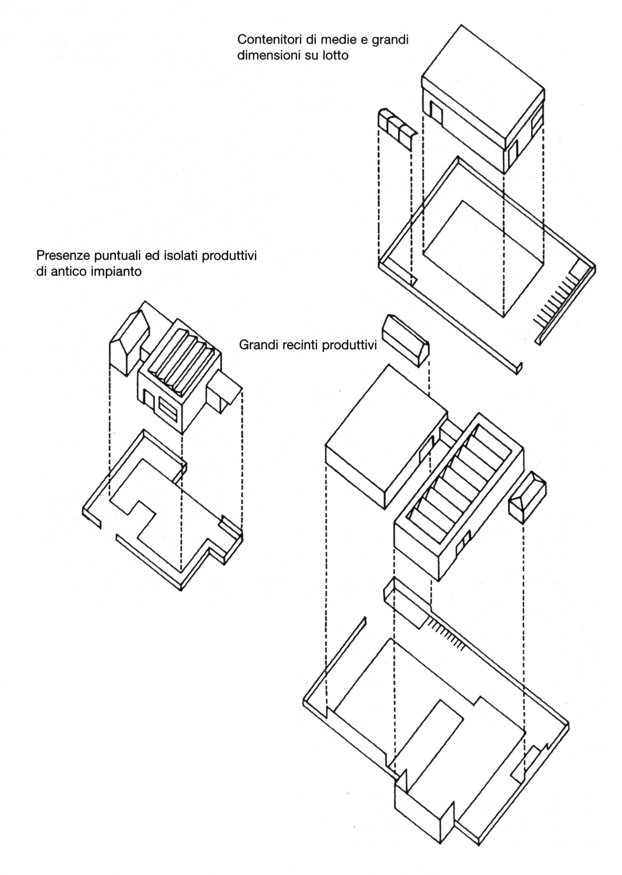 Contenitori di medie e grandi
dimensioni su lotto
Presenze puntuali ed isolati produttivi
di antico impianto
Grandi recinti produttivi